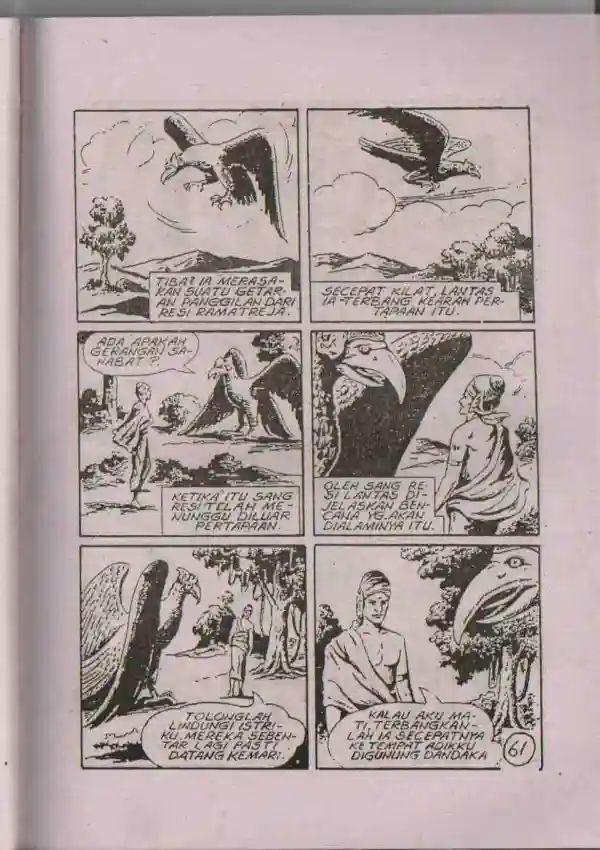 TIBA² IA MERASA-
KAN SUATU GETAR-
AN PANGGILAN DARI
RESI RAMATREJA.
SECEPAT KILAT, LANTAS
IA TERBANG KEARAH PER-
TAPAAN ITU.
ADA APAKAH
GERANGAN SA-
HABAT?
KETIKA ITU SANG
RESI TELAH ME-
NUNGGU DILUAR
PERTAPAAN.
OLEH SANG RE-
SI LANTAS DI-
JELASKAN BEN-
CANA YG. AKAN
DIALAMINYA ITU.
TOLONGLAH
LINDUNGI ISTRI-
KU. MEREKA SEBEN-
TAR LAGI PASTI
DATANG KEMARI.
KALAU AKU MA-
TI, TERBANGKAN-
LAH IA SECEPATNYA
KE TEMPAT ADIKKU
DIGUNUNG DANDAKA
61